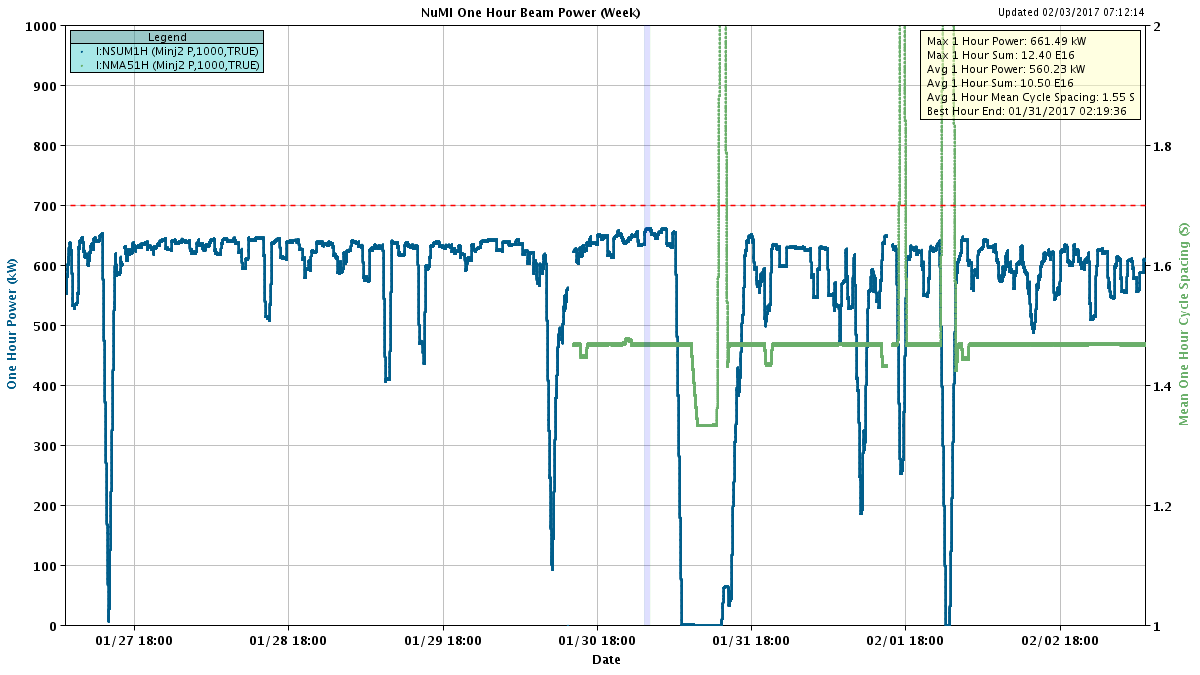 NuMI One Hour Beam Power (Week)
Updated 02/03/2017 07:12:14
Legend
I:NSUM1H (Minj2 P,1000,TRUE)
I:NMA51H (Minj2 P,1000,TRUE)
Max 1 Hour Power: 661.49 kW
Max 1 Hour Sum: 12.40 E16
Avg 1 Hour Power: 560.23 kW
Avg 1 Hour Sum: 10.50 E16
Avg 1 Hour Mean Cycle Spacing: 1.55 S
Best Hour End: 01/31/2017 02:19:36
One Hour Power (kW)
1000
900
800
700
600
500
400
300
200
100
0
2
1.8
1.6
1.4
1.2
1
Mean One Hour Cycle Spacing (S)
01/27 18:00
01/28 18:00
01/29 18:00
01/30 18:00
01/31 18:00
02/01 18:00
02/02 18:00
Date